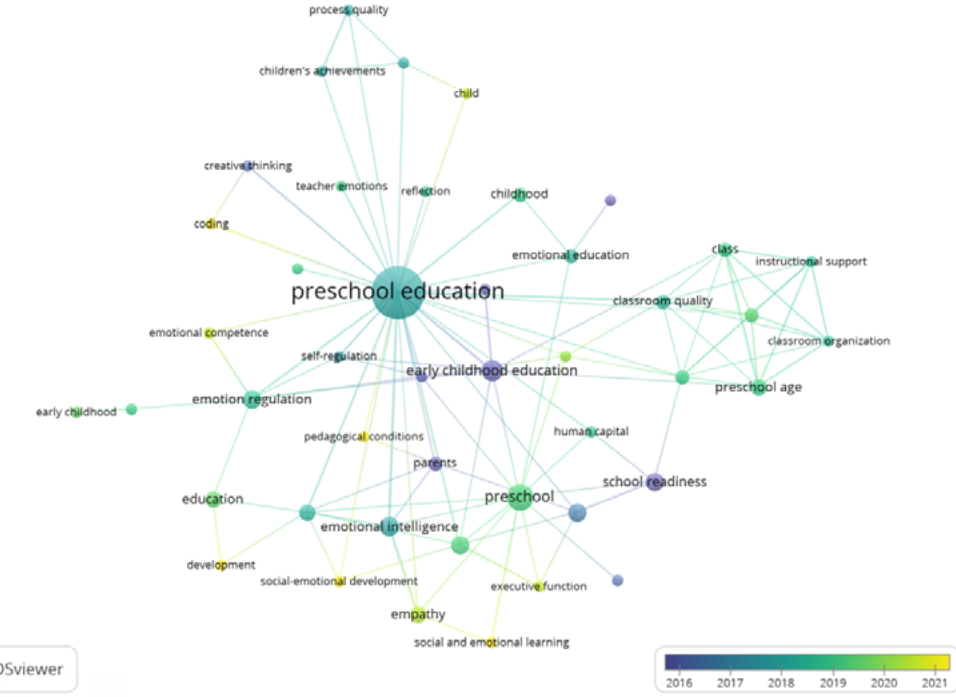 process quality
children's achievements
child
creative thinking
teacher emotions
reflection
childhood
coding
emotional education
class
instructional support
preschool education
classroom quality
emotional competence
classroom organization
self-regulation
early childhood education
preschool age
early childhood
emotion regulation
pedagogical conditions
human capital
parents
school readiness
education
preschool
emotional intelligence
development
social-emotional development
executive function
empathy
social and emotional learning
OSviewer
2016 2017 2018 2019 2020 2021